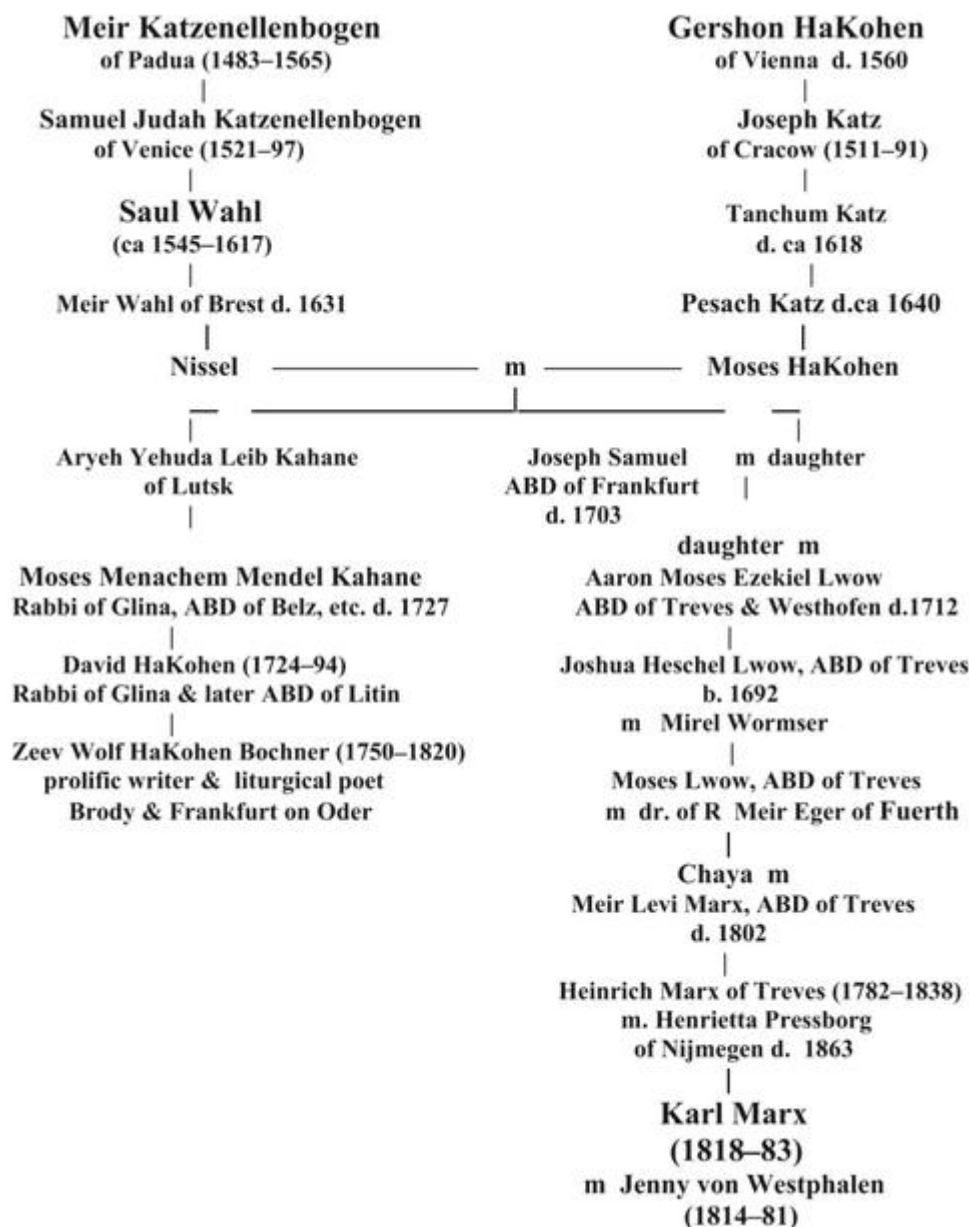 Meir Katzenellenbogen
of Padua (1483–1565)
Samuel Judah Katzenellenbogen
of Venice (1521–97)
Saul Wahl
(ca 1545–1617)
Meir Wahl of Brest d. 1631
Gershon HaKohen
of Vienna d. 1560
Joseph Katz
of Cracow (1511–91)
Tanchum Katz
d. ca 1618
Pesach Katz d.ca 1640
Nissel m Moses HaKohen
Aryeh Yehuda Leib Kahane
of Lutsk
Moses Menachem Mendel Kahane
Rabbi of Glina, ABD of Belz, etc. d. 1727
David HaKohen (1724–94)
Rabbi of Glina & later ABD of Litin
Zeev Wolf HaKohen Bochner (1750–1820)
prolific writer & liturgical poet
Brody & Frankfurt on Oder
Joseph Samuel m daughter
ABD of Frankfurt
d. 1703
daughter m
Aaron Moses Ezekiel Lwow
ABD of Treves & Westhofen d.1712
Joshua Heschel Lwow, ABD of Treves
b. 1692
m Mirel Wormser
Moses Lwow, ABD of Treves
m dr. of R Meir Eger of Fuerth
Chaya m
Meir Levi Marx, ABD of Treves
d. 1802
Heinrich Marx of Treves (1782–1838)
m. Henrietta Pressborg
of Nijmegen d. 1863
Karl Marx
(1818–83)
m Jenny von Westphalen
(1814–81)